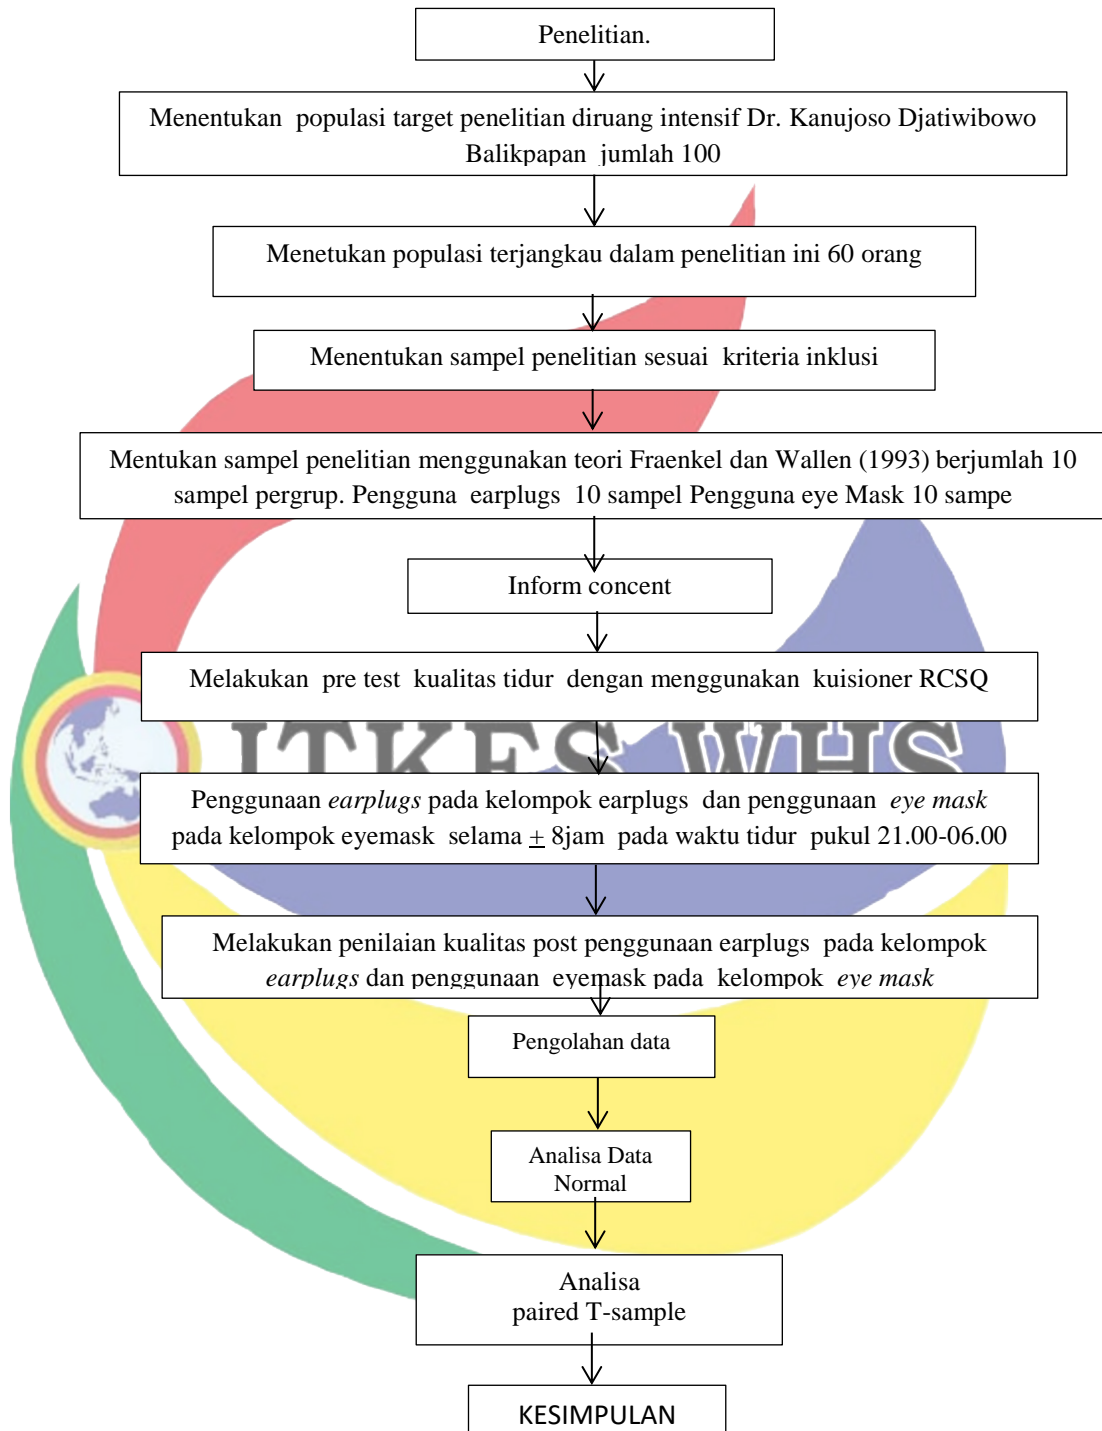 Penelitian.
Menentukan populasi target penelitian diruang intensif Dr. Kanujoso Djatiwibowo
Balikpapan jumlah 100
Menetukan populasi terjangkau dalam penelitian ini 60 orang
Menentukan sampel penelitian sesuai kriteria inklusi
Mentukan sampel penelitian menggunakan teori Fraenkel dan Wallen (1993) berjumlah 10
sampel pergrup. Pengguna earplugs 10 sampel Pengguna eye Mask 10 sampe
Inform concent
Melakukan pre test kualitas tidur dengan menggunakan kuisioner RCSQ
ITKES WHS
Penggunaan earplugs pada kelompok earplugs dan penggunaan eye mask
pada kelompok eyemask selama ± 8jam pada waktu tidur pukul 21.00-06.00
Melakukan penilaian kualitas post penggunaan earplugs pada kelompok
earplugs dan penggunaan eyemask pada kelompok eye mask
Pengolahan data
Analisa Data
Normal
Analisa
paired T-sample
KESIMPULAN